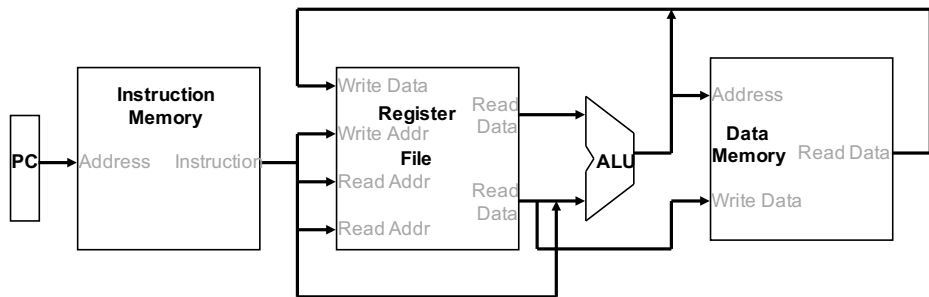 PC
Instruction
Memory
Address
Instruction
Write Data
Register
Write Addr
File
Read Addr
Read Addr
Read
Data
Read
Data
ALU
Address
Data
Memory
Read Data
Write Data